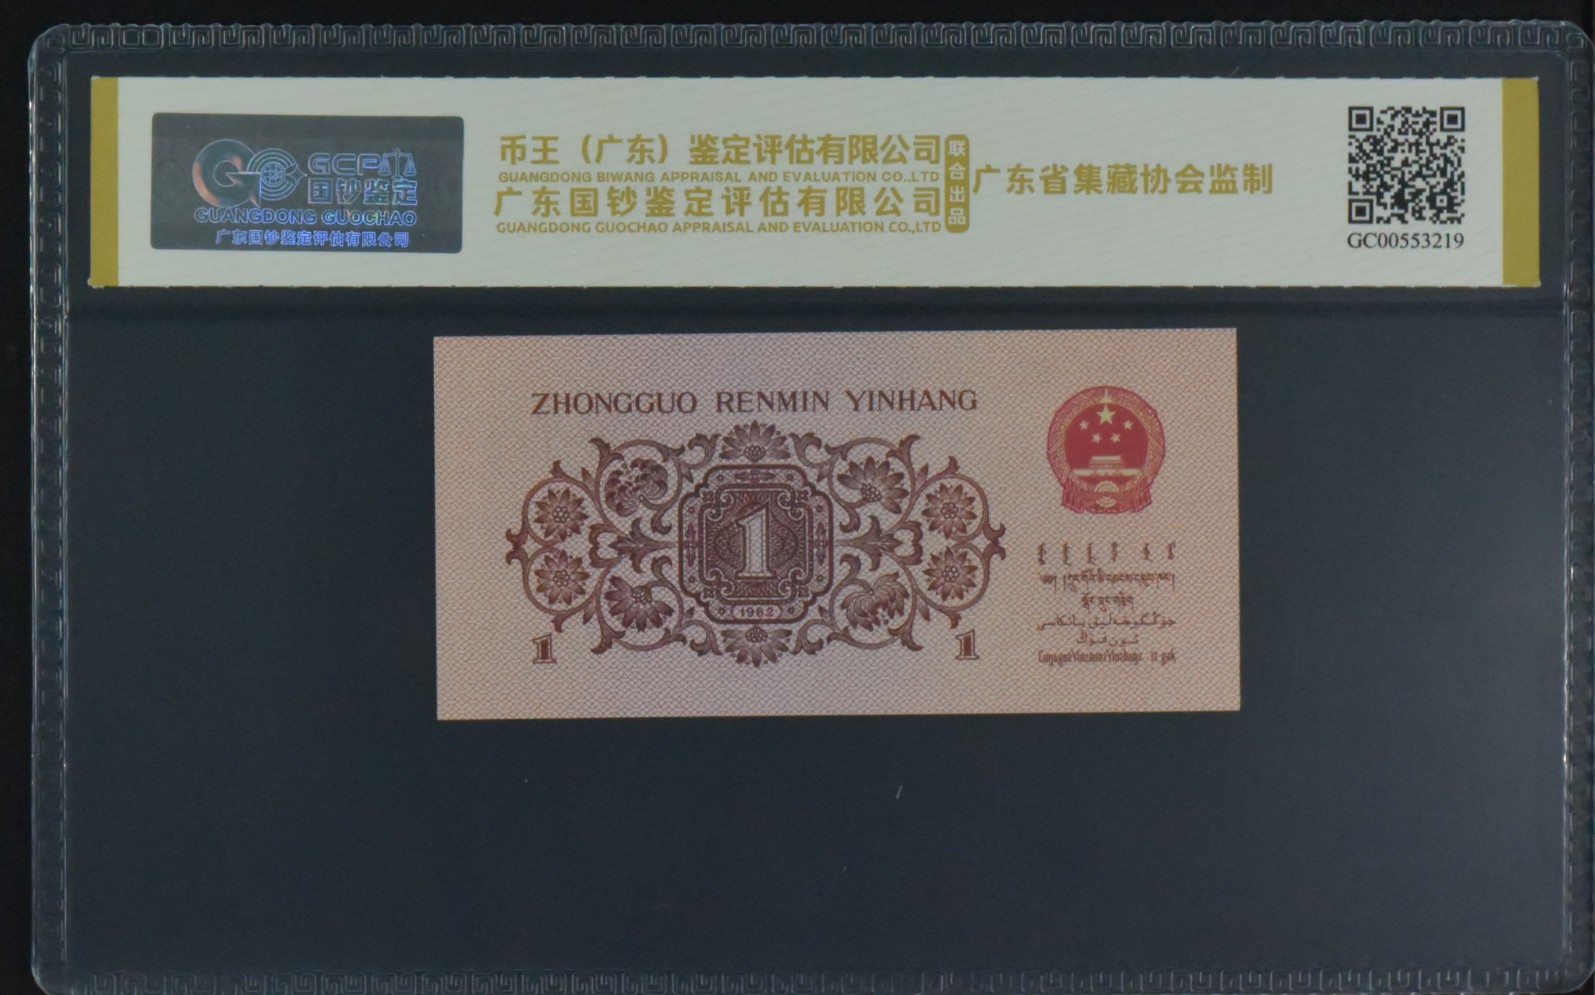 GCP
国钞鉴定
GUANGDONG GUOCHAO
广东国钞鉴定评估有限公司
币王（广东）鉴定评估有限公司
GUANGDONG BIWANG APPRAISAL AND EVALUATION CO.,LTD
广东国钞鉴定评估有限公司
GUANGDONG GUOCHAO APPRAISAL AND EVALUATION CO.,LTD
联合出品
广东省集藏协会监制
GC00553219
ZHONGGUO RENMIN YINHANG
1
1962
1
1